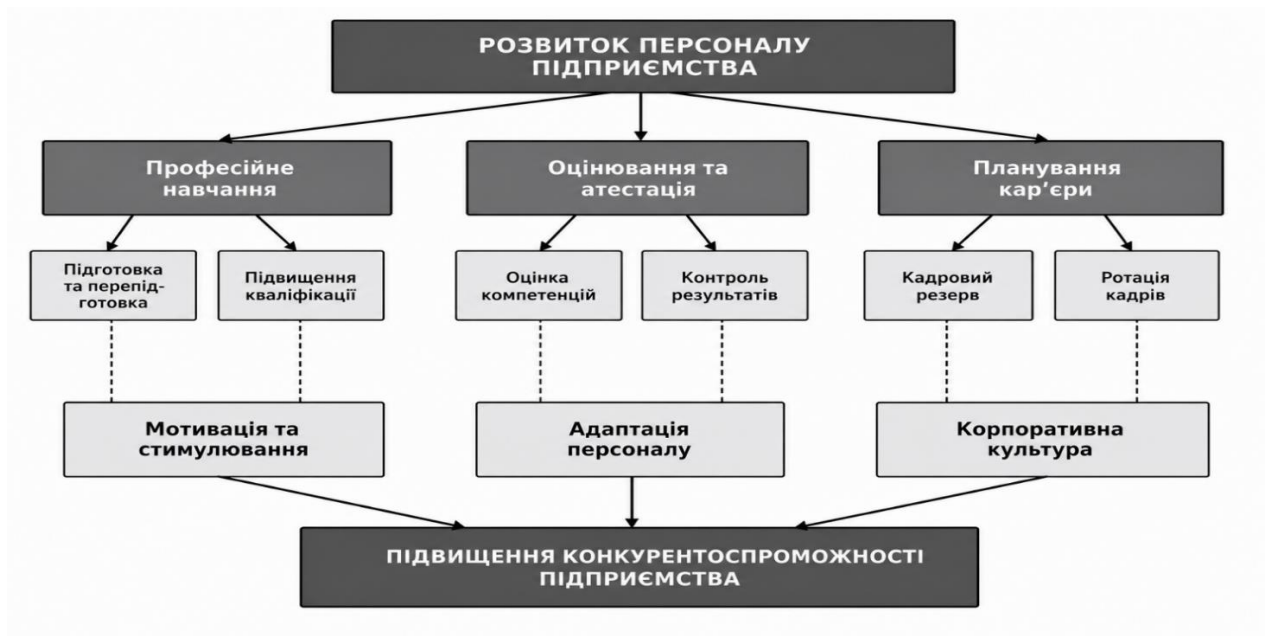 РОЗВИТОК ПЕРСОНАЛУ
ПІДПРИЄМСТВА
Професійне
навчання
Оцінювання та
атестація
Планування
кар’єри
Підготовка
та перепід-
готовка
Підвищення
кваліфікації
Оцінка
компетенцій
Контроль
результатів
Кадровий
резерв
Ротація
кадрів
Мотивація та
стимулювання
Адаптація
персоналу
Корпоративна
культура
ПІДВИЩЕННЯ КОНКУРЕНТОСПРОМОЖНОСТІ
ПІДПРИЄМСТВА